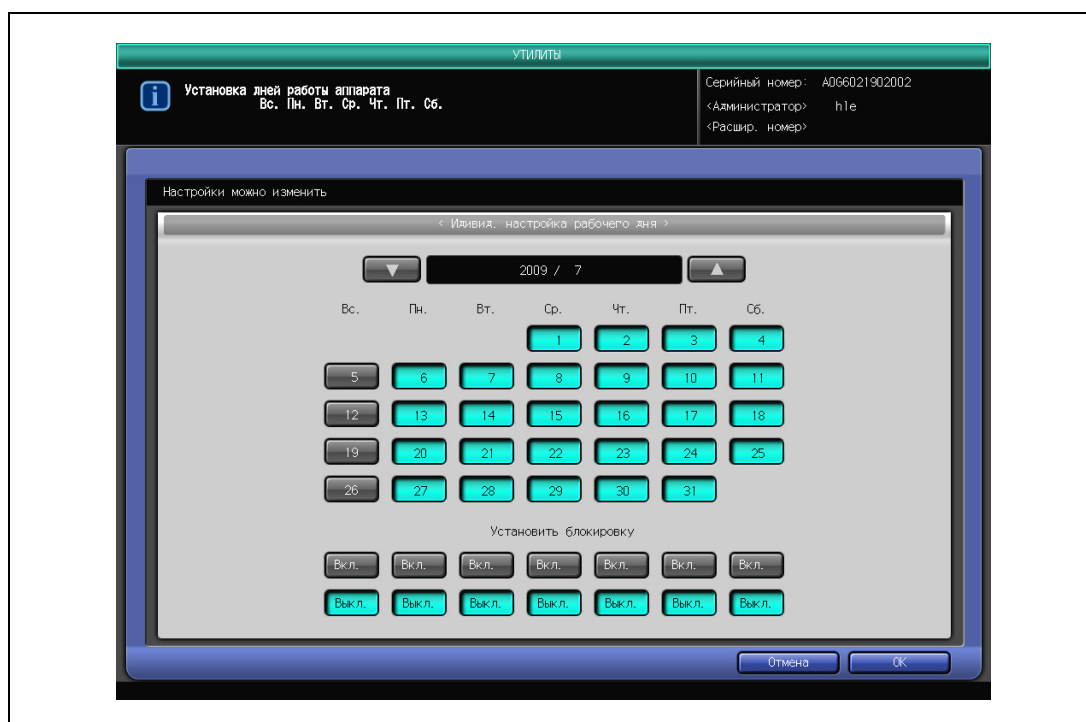 УТИЛИТЫ
Установка дней работы аппарата
Вс. Пн. Вт. Ср. Чт. Пт. Сб.
Серийный номер: A0G6021902002
<Администратор> hle
<Расшир. номер>
Настройки можно изменить
< Идивид. настройка рабочего дня >
2009 / 7
Вс. Пн. Вт. Ср. Чт. Пт. Сб.
1 2 3 4
5 6 7 8 9 10 11
12 13 14 15 16 17 18
19 20 21 22 23 24 25
26 27 28 29 30 31
Установить блокировку
Вкл. Вкл. Вкл. Вкл. Вкл. Вкл. Вкл.
Выкл. Выкл. Выкл. Выкл. Выкл. Выкл. Выкл.
Отмена OK